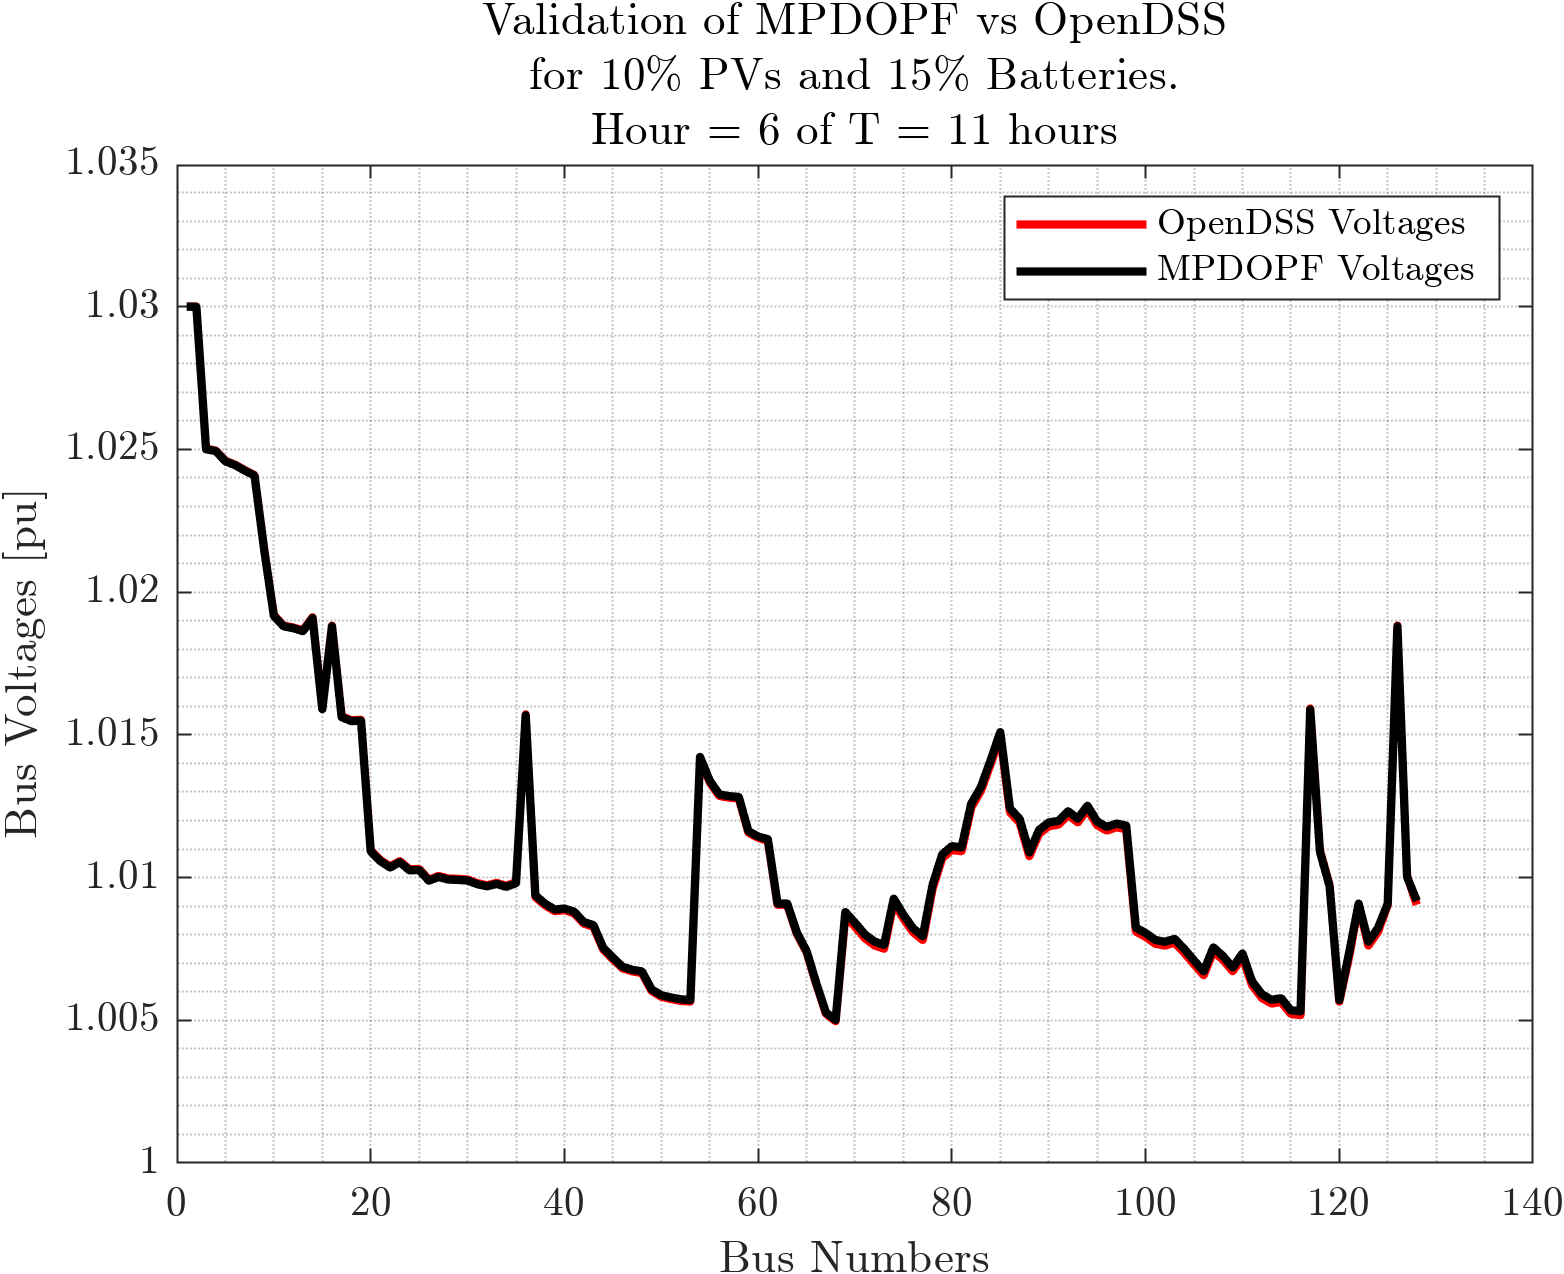 Validation of MPDOPF vs OpenDSS
for 10% PVs and 15% Batteries.
Hour = 6 of T = 11 hours
1.035
1.03
1.025
1.02
1.015
1.01
1.005
1
Bus Voltages [pu]
OpenDSS Voltages
MPDOPF Voltages
0 20 40 60 80 100 120 140
Bus Numbers